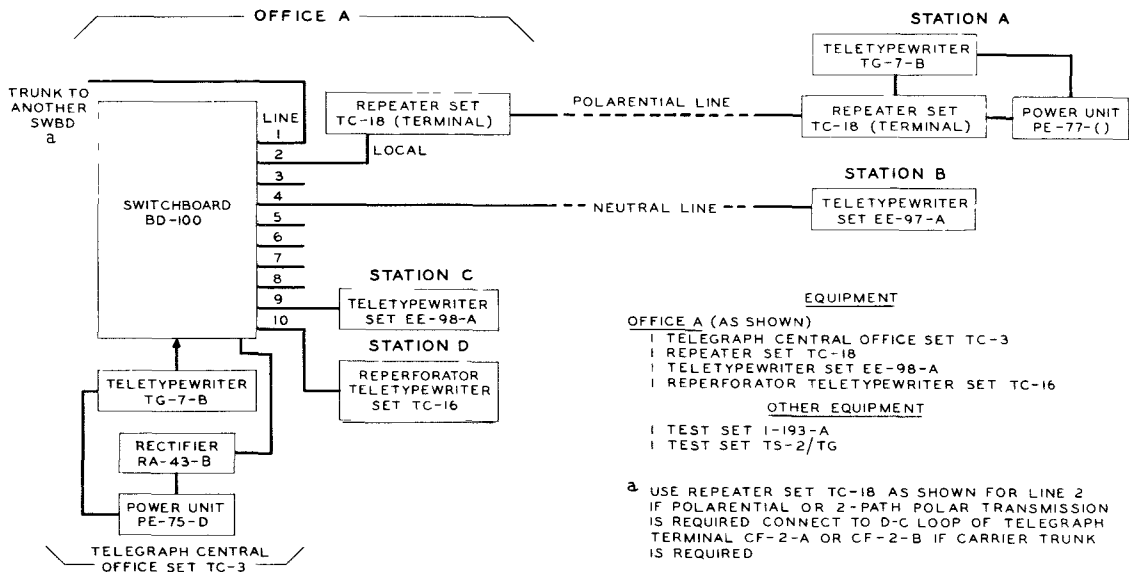 OFFICE A
TRUNK TO
ANOTHER
SWBD
a
SWITCHBOARD
BD-100
LINE
1
2
3
4
5
6
7
8
9
10
REPEATER SET
TC-18 (TERMINAL)
LOCAL
POLARENTIAL LINE
STATION A
TELETYPEWRITER
TG-7-B
REPEATER SET
TC-18 (TERMINAL)
POWER UNIT
PE-77-( )
NEUTRAL LINE
STATION B
TELETYPEWRITER
SET EE-97-A
STATION C
TELETYPEWRITER
SET EE-98-A
STATION D
REPERFORATOR
TELETYPEWRITER
SET TC-16
TELETYPEWRITER
TG-7-B
RECTIFIER
RA-43-B
POWER UNIT
PE-75-D
TELEGRAPH CENTRAL
OFFICE SET TC-3
EQUIPMENT
OFFICE A (AS SHOWN)
1 TELEGRAPH CENTRAL OFFICE SET TC-3
1 REPEATER SET TC-18
1 TELETYPEWRITER SET EE-98-A
1 REPERFORATOR TELETYPEWRITER SET TC-16
OTHER EQUIPMENT
1 TEST SET I-193-A
1 TEST SET TS-2/TG
a USE REPEATER SET TC-18 AS SHOWN FOR LINE 2
IF POLARENTIAL OR 2-PATH POLAR TRANSMISSION
IS REQUIRED CONNECT TO D-C LOOP OF TELEGRAPH
TERMINAL CF-2-A OR CF-2-B IF CARRIER TRUNK
IS REQUIRED